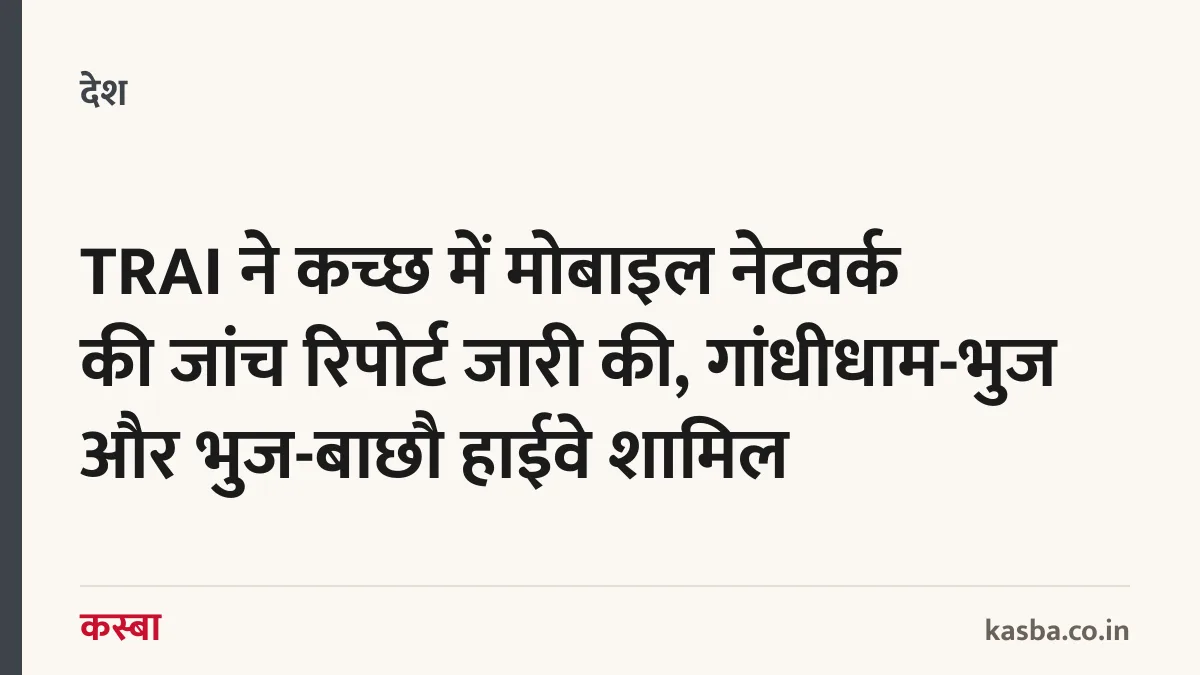 देश
TRAI ने कच्छ में मोबाइल नेटवर्क
की जांच रिपोर्ट जारी की, गांधीधाम-भुज
और भुज-बाछौ हाईवे शामिल
कस्बा
kasba.co.in